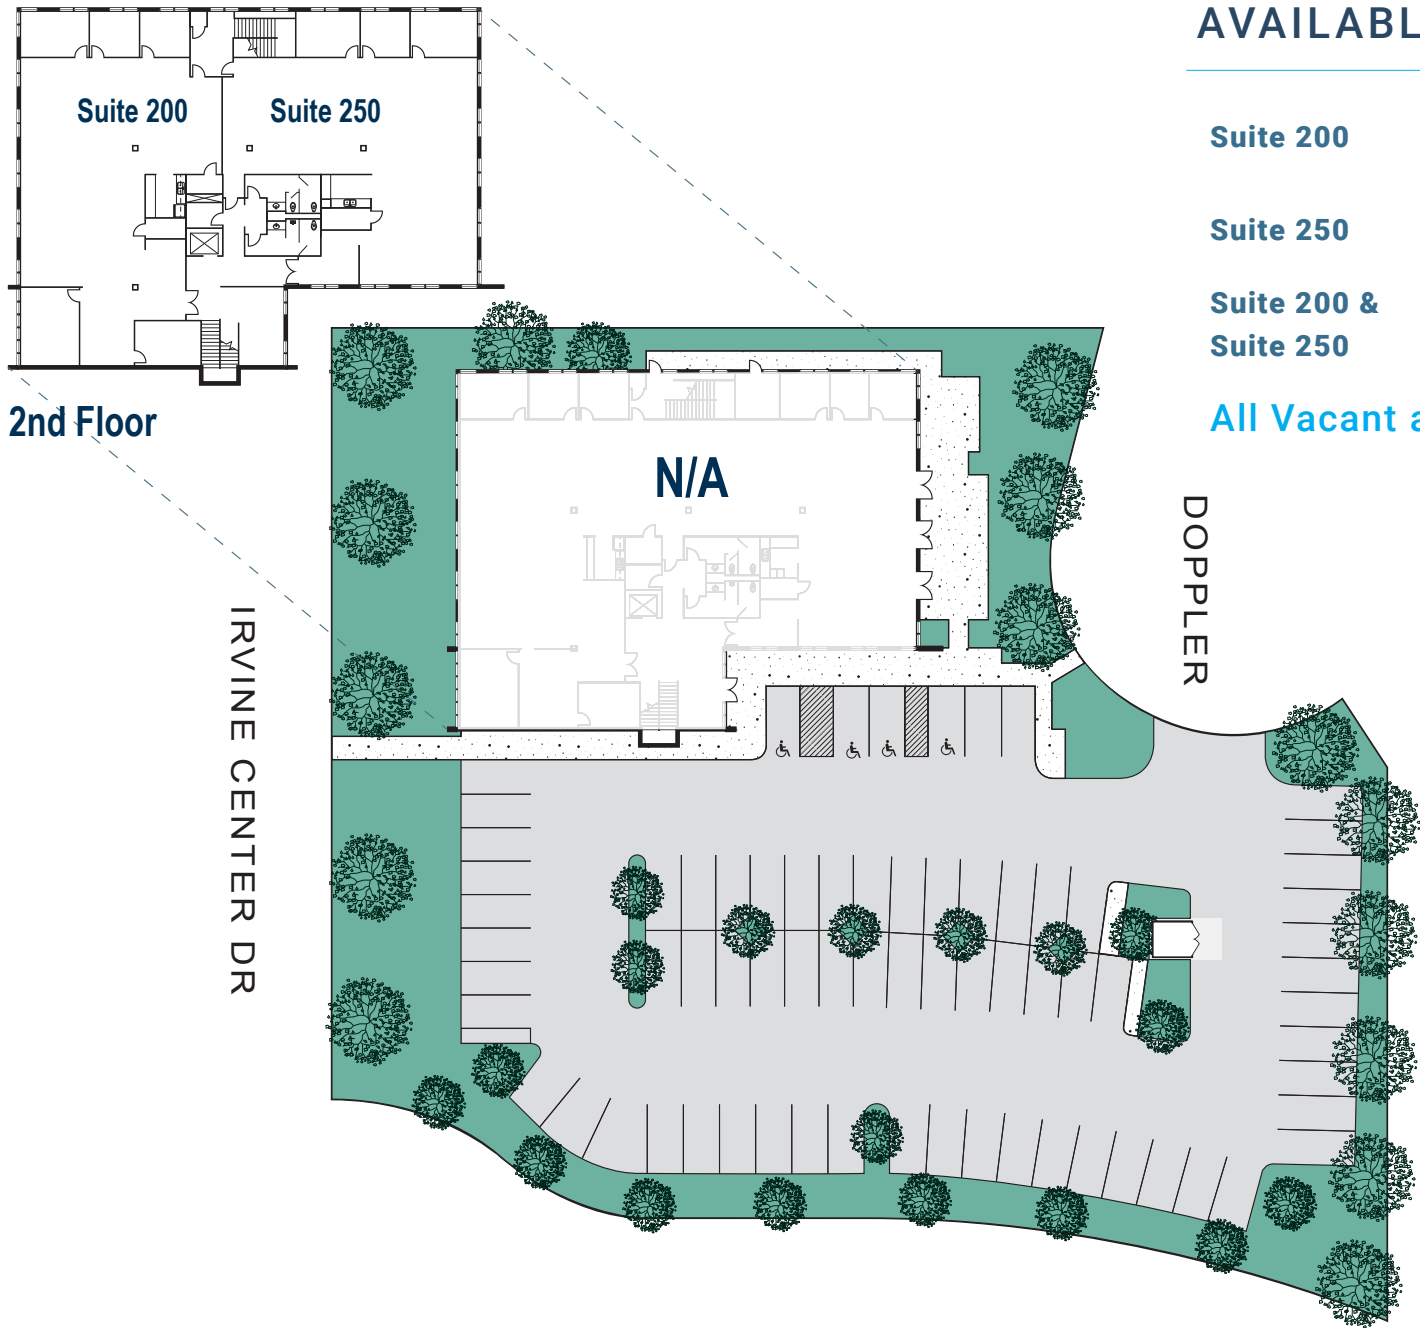 AVAILABL
Suite 200
Suite 250
Suite 200
Suite 250
Suite 200 &
Suite 250
All Vacant a
2nd Floor
N/A
DOPPLER
IRVINE CENTER DR